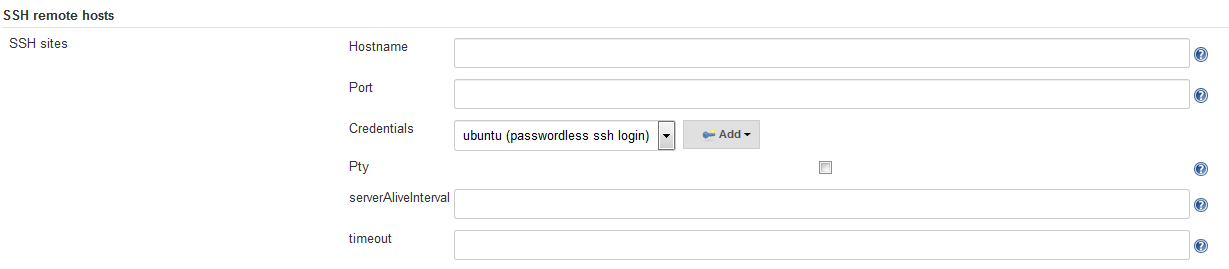 SSH remote hosts
SSH sites
Hostname
Port
Credentials
ubuntu (passwordless ssh login)
Add
Pty
serverAliveInterval
timeout